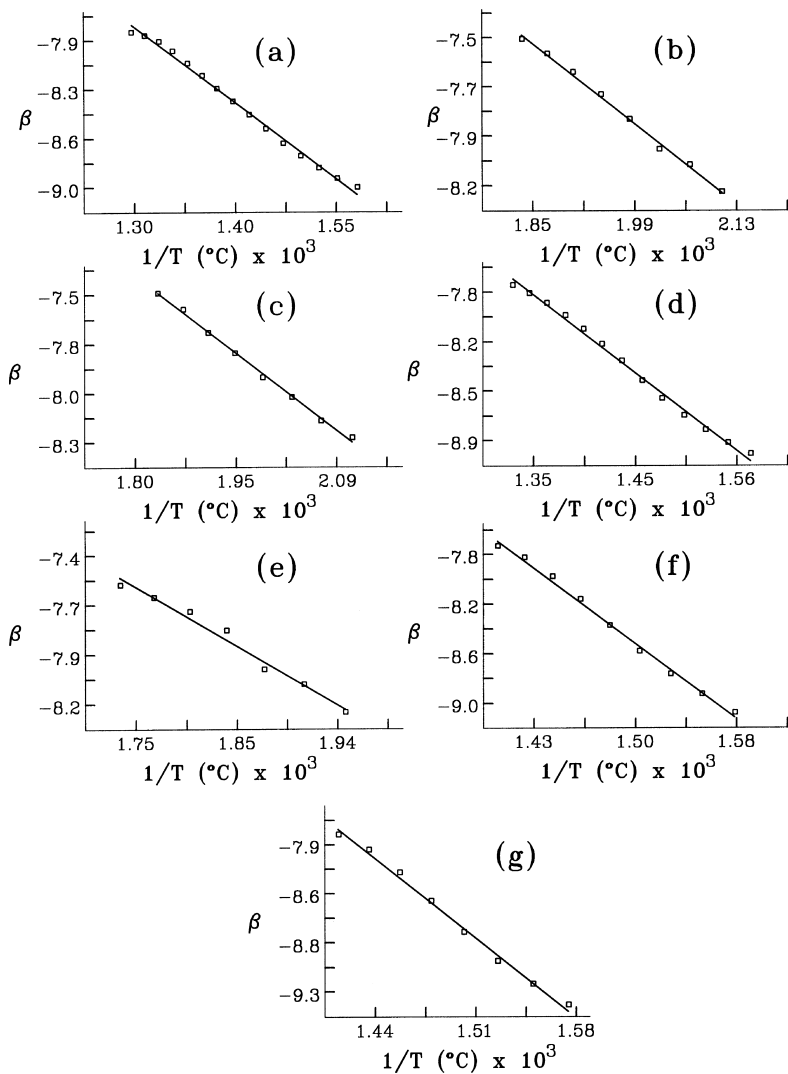 (a)
β
−7.9
−8.3
−8.6
−9.0
1.30 1.40 1.55
1/T (°C) x 10³
(b)
β
−7.5
−7.7
−7.9
−8.2
1.85 1.99 2.13
1/T (°C) x 10³
(c)
β
−7.5
−7.8
−8.0
−8.3
1.80 1.95 2.09
1/T (°C) x 10³
(d)
β
−7.8
−8.2
−8.5
−8.9
1.35 1.45 1.56
1/T (°C) x 10³
(e)
β
−7.4
−7.7
−7.9
−8.2
1.75 1.85 1.94
1/T (°C) x 10³
(f)
β
−7.8
−8.2
−8.6
−9.0
1.43 1.50 1.58
1/T (°C) x 10³
(g)
β
−7.9
−8.6
−8.8
−9.3
1.44 1.51 1.58
1/T (°C) x 10³